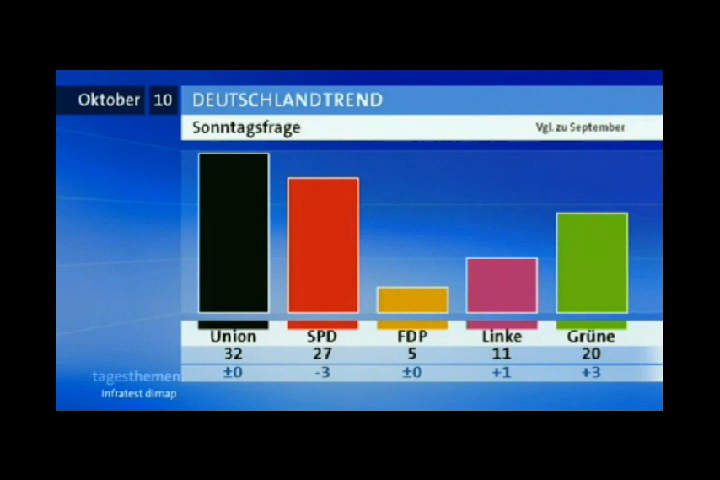 Oktober 10 DEUTSCHLANDTREND
Sonntagsfrage Vgl. zu September
Union SPD FDP Linke Grüne
32 27 5 11 20
±0 -3 ±0 +1 +3
tagesthemen
Infratest dimap